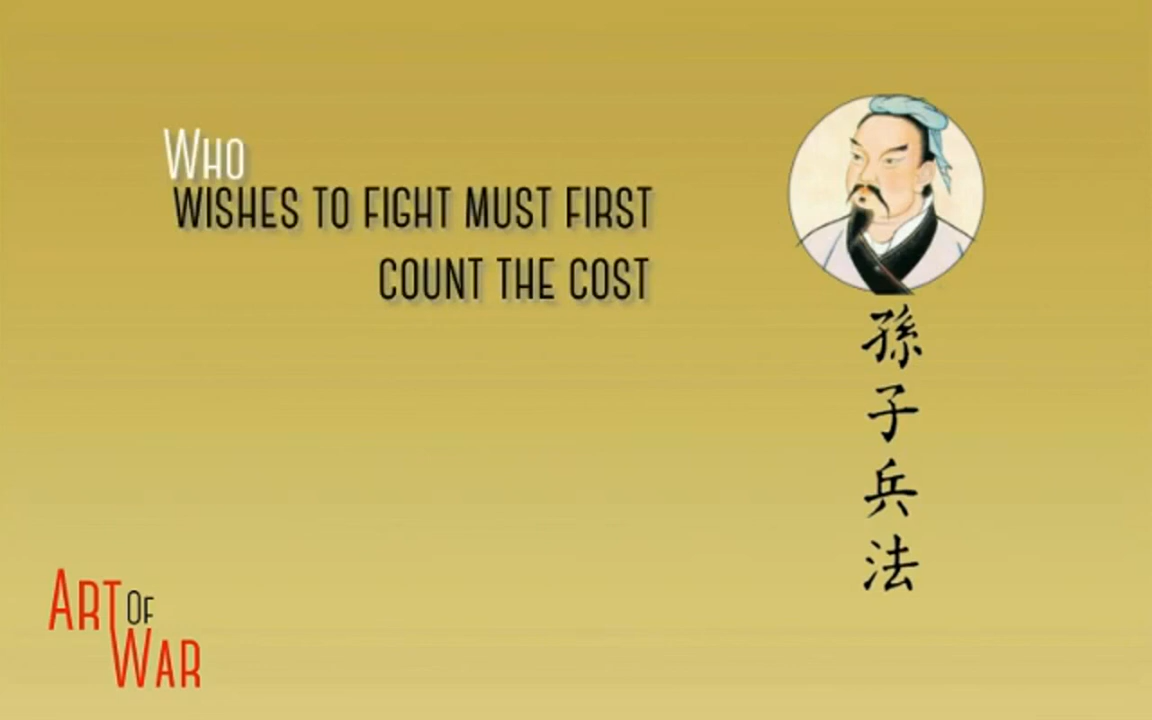 WHO
WISHES TO FIGHT MUST FIRST
COUNT THE COST
孫子兵法
ART OF
WAR